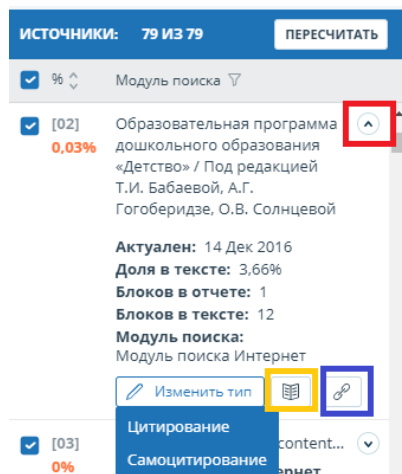 ИСТОЧНИКИ: 79 ИЗ 79 ПЕРЕСЧИТАТЬ
% Модуль поиска
[02] Образовательная программа
0,03% дошкольного образования
«Детство» / Под редакцией
Т.И. Бабаевой, А.Г.
Гогоберидзе, О.В. Солнцевой
Актуален: 14 Дек 2016
Доля в тексте: 3,66%
Блоков в отчете: 1
Блоков в тексте: 12
Модуль поиска:
Модуль поиска Интернет
Изменить тип
Цитирование
[03] content...
Самоцитирование
0%